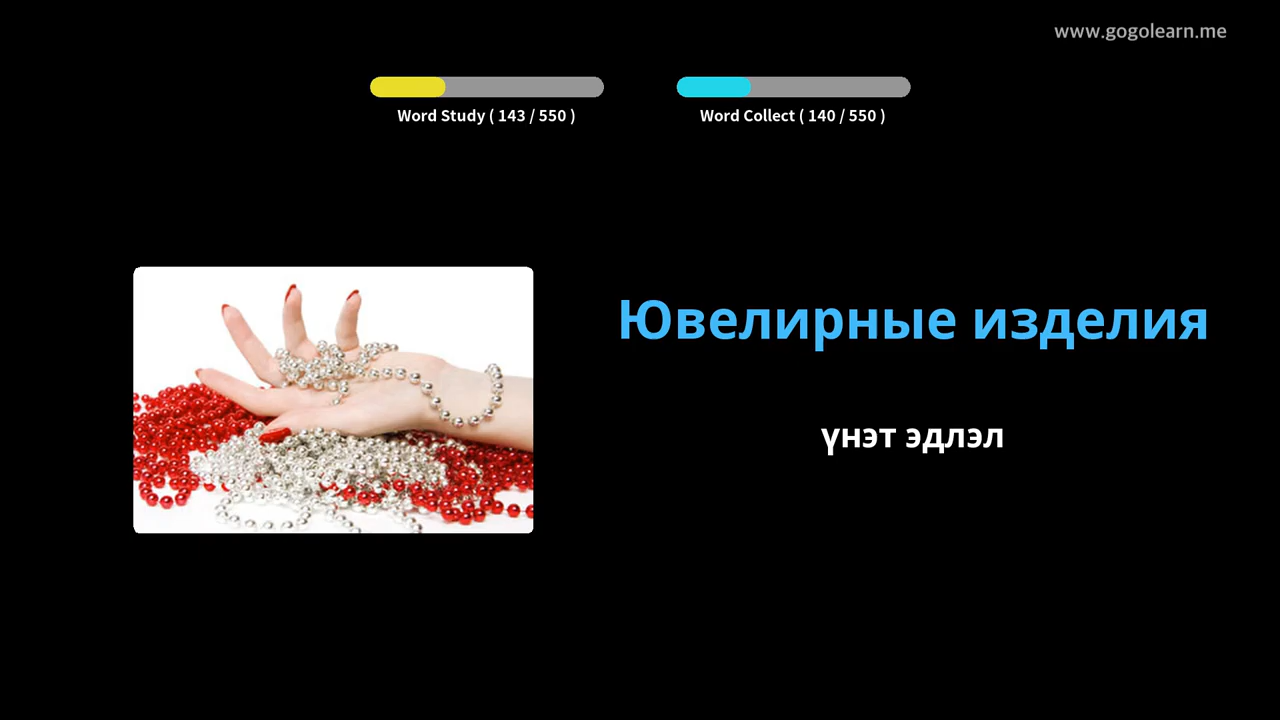 www.gogolearn.me
Word Study ( 143 / 550 )
Word Collect ( 140 / 550 )
Ювелирные изделия
үнэт эдлэл